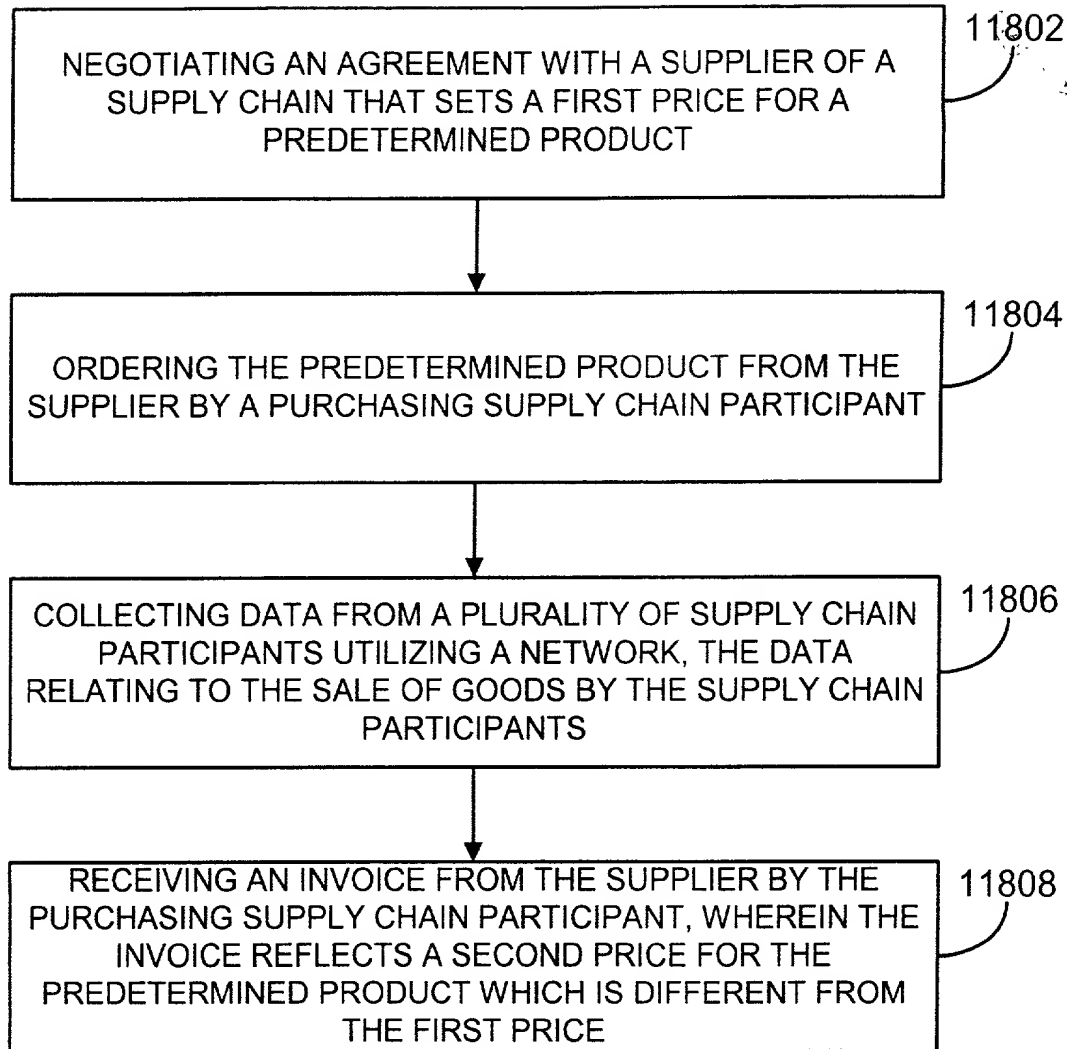 11802
NEGOTIATING AN AGREEMENT WITH A SUPPLIER OF A
SUPPLY CHAIN THAT SETS A FIRST PRICE FOR A
PREDETERMINED PRODUCT
11804
ORDERING THE PREDETERMINED PRODUCT FROM THE
SUPPLIER BY A PURCHASING SUPPLY CHAIN PARTICIPANT
11806
COLLECTING DATA FROM A PLURALITY OF SUPPLY CHAIN
PARTICIPANTS UTILIZING A NETWORK, THE DATA
RELATING TO THE SALE OF GOODS BY THE SUPPLY CHAIN
PARTICIPANTS
11808
RECEIVING AN INVOICE FROM THE SUPPLIER BY THE
PURCHASING SUPPLY CHAIN PARTICIPANT, WHEREIN THE
INVOICE REFLECTS A SECOND PRICE FOR THE
PREDETERMINED PRODUCT WHICH IS DIFFERENT FROM
THE FIRST PRICE